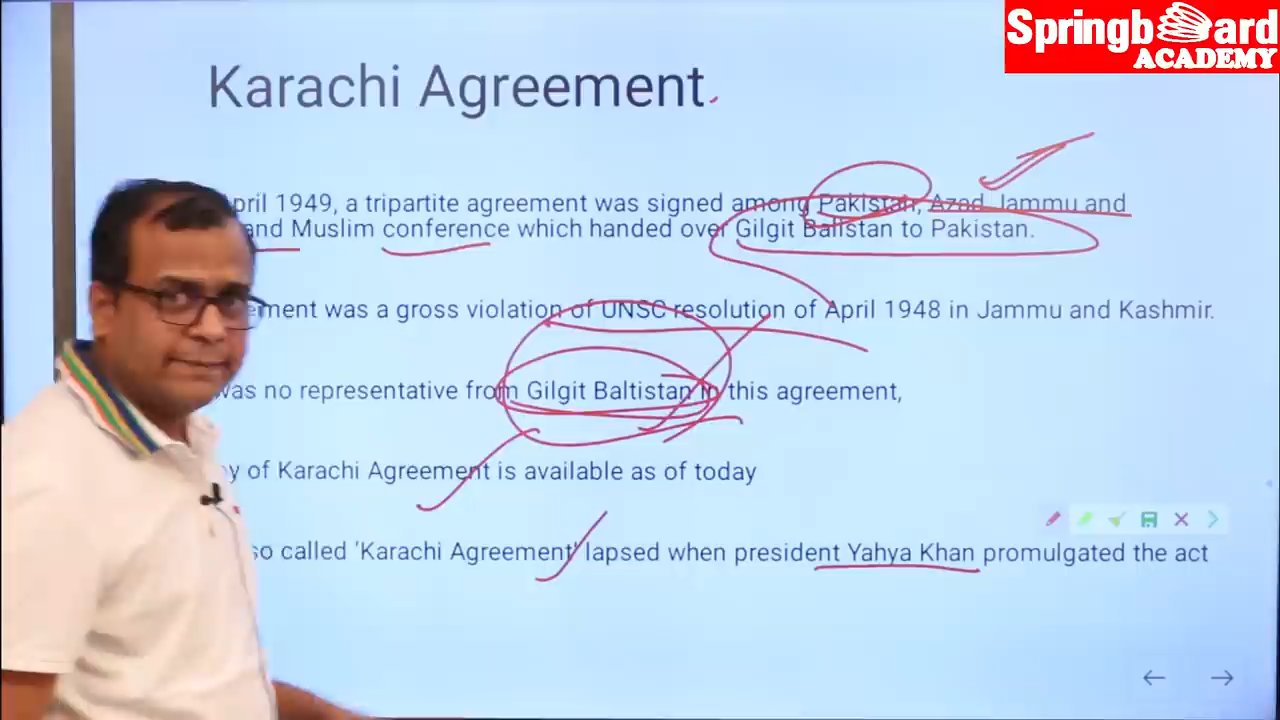 Springboard
ACADEMY
Karachi Agreement
April 1949, a tripartite agreement was signed among Pakistan, Azad Jammu and
and Muslim conference which handed over Gilgit Baltistan to Pakistan.
was a gross violation of UNSC resolution of April 1948 in Jammu and Kashmir.
was no representative from Gilgit Baltistan in this agreement,
of Karachi Agreement is available as of today
so called 'Karachi Agreement' lapsed when president Yahya Khan promulgated the act